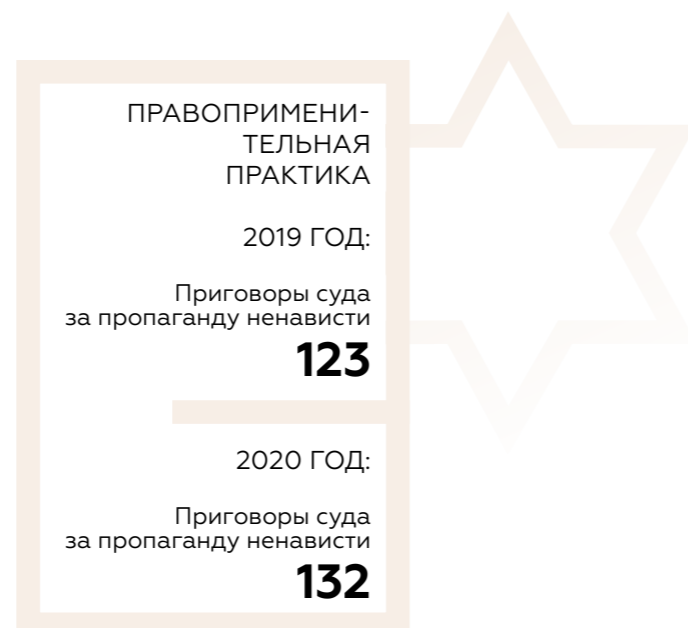 ПРАВОПРИМЕНИ-
ТЕЛЬНАЯ
ПРАКТИКА
2019 ГОД:
Приговоры суда
за пропаганду ненависти
123
2020 ГОД:
Приговоры суда
за пропаганду ненависти
132